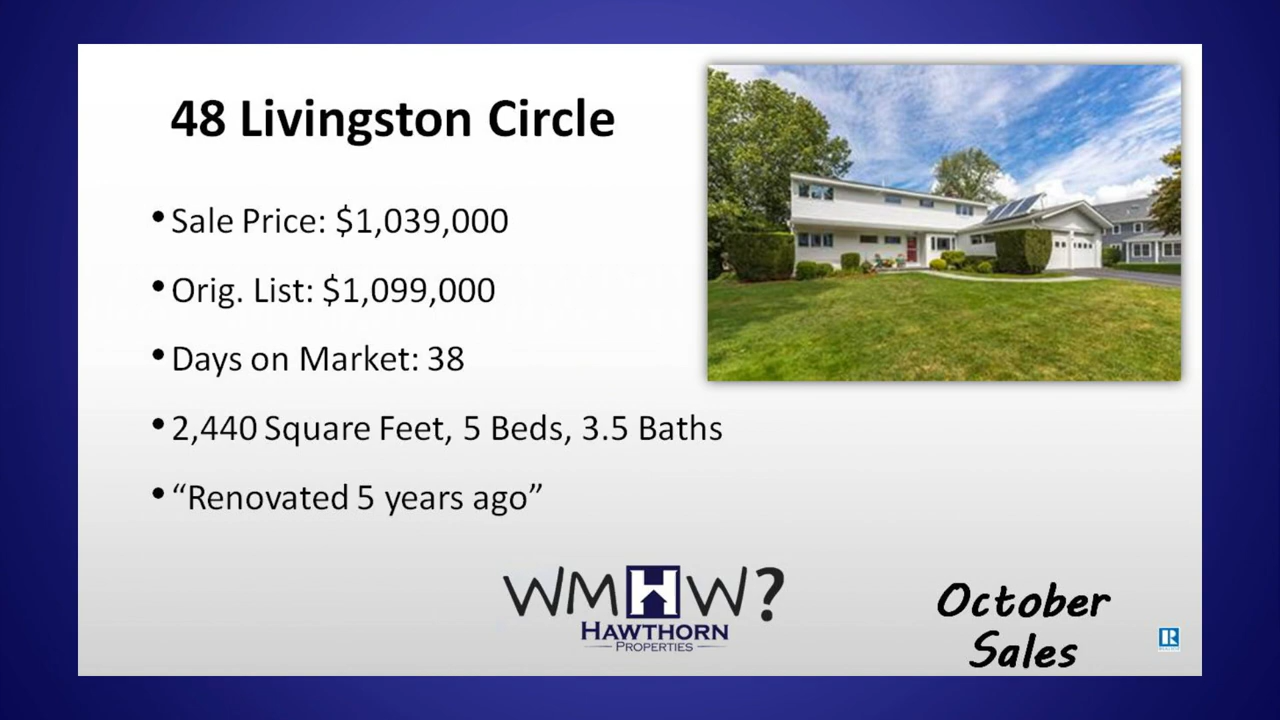 48 Livingston Circle
• Sale Price: $1,039,000
• Orig. List: $1,099,000
• Days on Market: 38
• 2,440 Square Feet, 5 Beds, 3.5 Baths
• “Renovated 5 years ago”
WMHW?
HAWTHORN
PROPERTIES
October
Sales
R